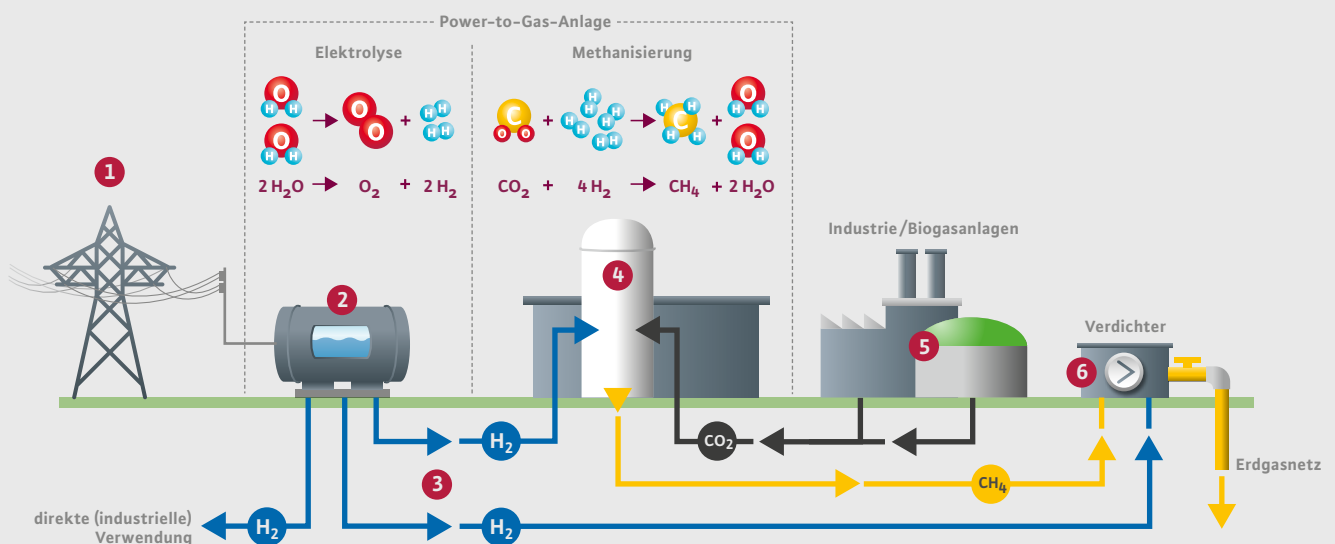 Power-to-Gas-Anlage
Elektrolyse
Methanisierung
O
H H
O
H H
O
O
+
H H
H H
C
O O
+
H
H
H
H
H
H
H H
H H
C
H H
+
O
H H
O
H H
2 H₂O → O₂ + 2 H₂
CO₂ + 4 H₂ → CH₄ + 2 H₂O
1
2
4
Industrie/Biogasanlagen
5
Verdichter
6
H₂
CO₂
3
CH₄
Erdgasnetz
direkte (industrielle)
Verwendung
H₂
H₂